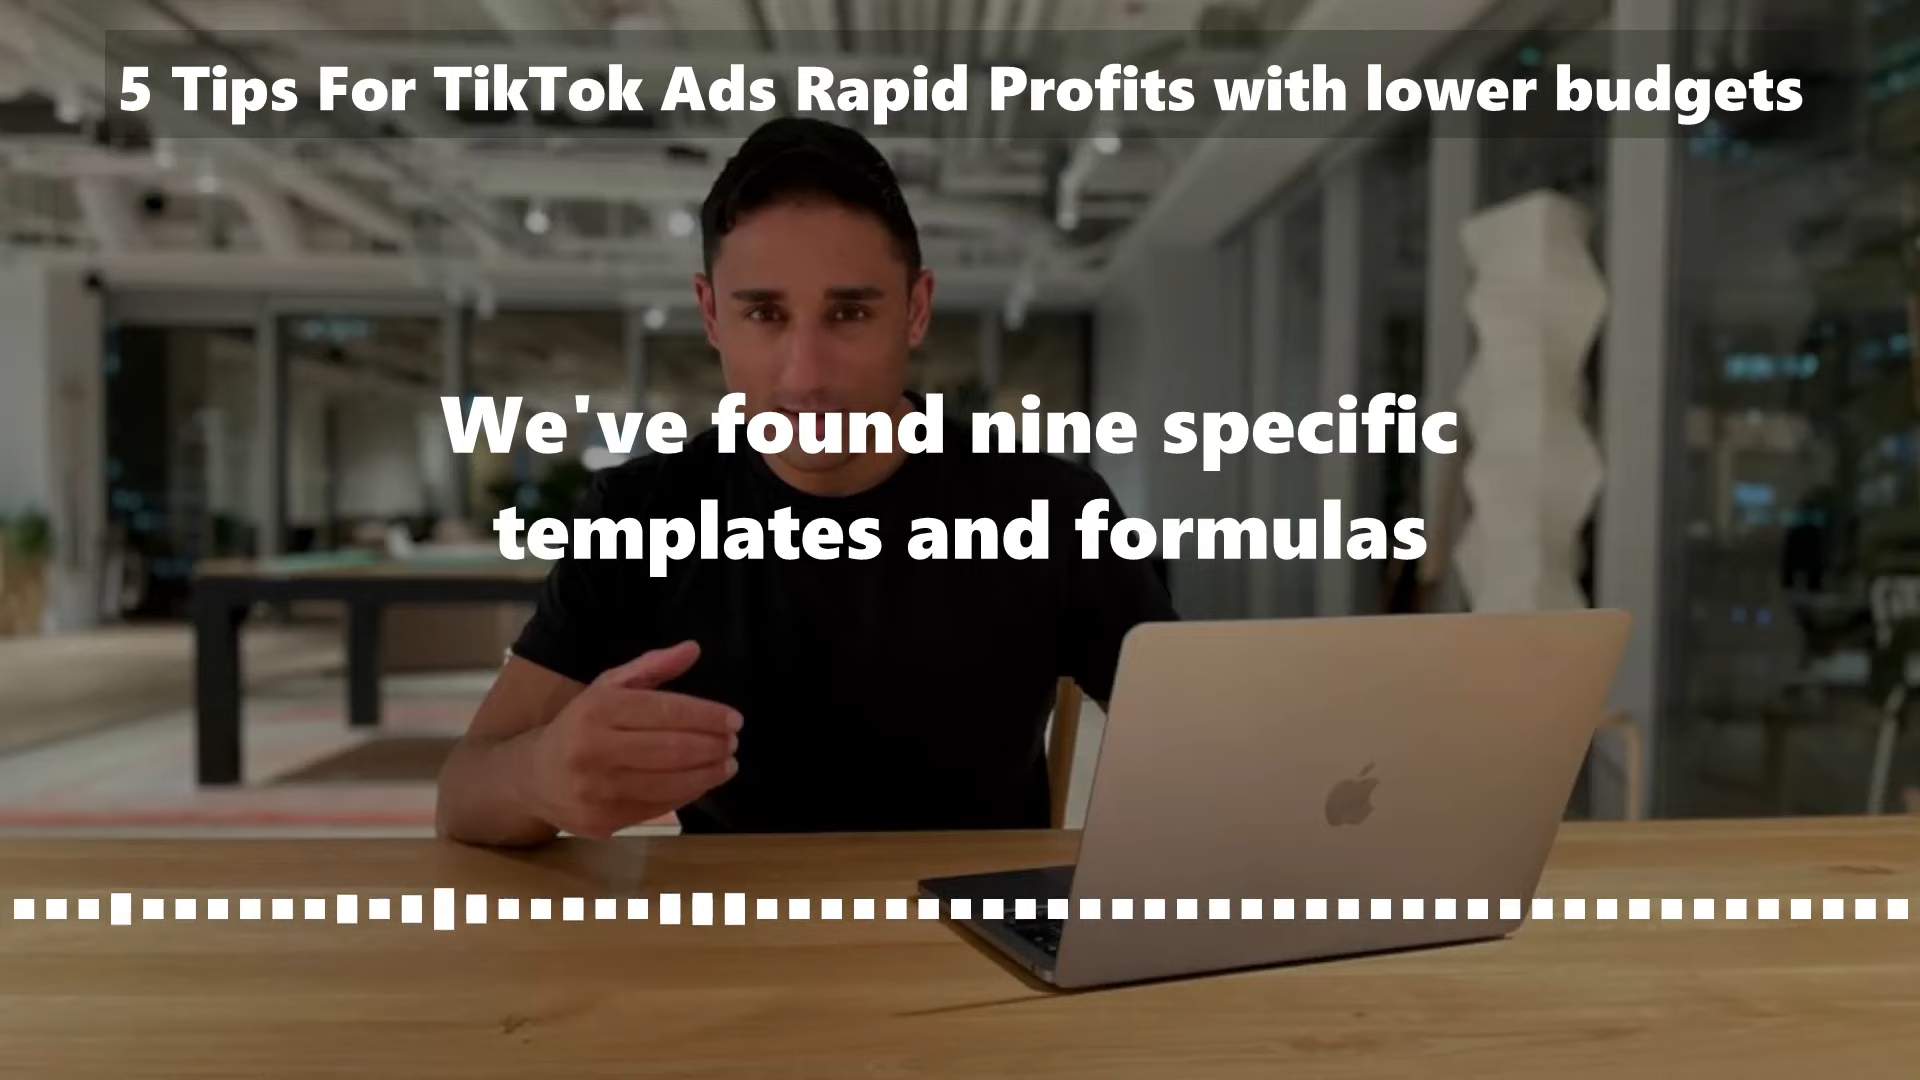 5 Tips For TikTok Ads Rapid Profits with lower budgets
We've found nine specific
templates and formulas